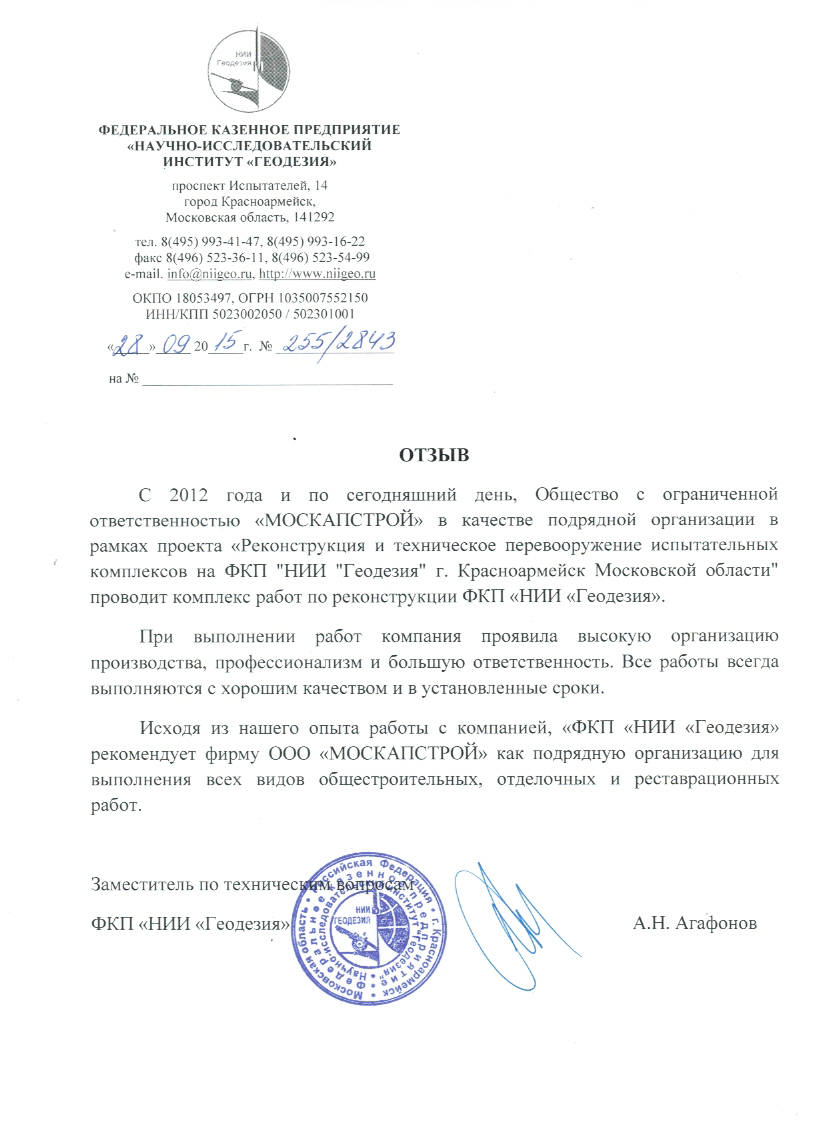 НИИ
Геодезия
ФЕДЕРАЛЬНОЕ КАЗЕННОЕ ПРЕДПРИЯТИЕ
«НАУЧНО-ИССЛЕДОВАТЕЛЬСКИЙ
ИНСТИТУТ «ГЕОДЕЗИЯ»
проспект Испытателей, 14
город Красноармейск,
Московская область, 141292
тел. 8(495) 993-41-47, 8(495) 993-16-22
факс 8(496) 523-36-11, 8(496) 523-54-99
e-mail. info@niigeo.ru, http://www.niigeo.ru
ОКПО 18053497, ОГРН 1035007552150
ИНН/КПП 5023002050 / 502301001
«28» 09 2015г. № 255/2843
на №
ОТЗЫВ
С 2012 года и по сегодняшний день, Общество с ограниченной
ответственностью «МОСКАПСТРОЙ» в качестве подрядной организации в
рамках проекта «Реконструкция и техническое перевооружение испытательных
комплексов на ФКП "НИИ "Геодезия" г. Красноармейск Московской области"
проводит комплекс работ по реконструкции ФКП «НИИ «Геодезия».
При выполнении работ компания проявила высокую организацию
производства, профессионализм и большую ответственность. Все работы всегда
выполняются с хорошим качеством и в установленные сроки.
Исходя из нашего опыта работы с компанией, «ФКП «НИИ «Геодезия»
рекомендует фирму ООО «МОСКАПСТРОЙ» как подрядную организацию для
выполнения всех видов общестроительных, отделочных и реставрационных
работ.
Заместитель по техническим вопросам
ФКП «НИИ «Геодезия» А.Н. Агафонов
Российская Федерация • г. Красноармейск • Московская область •
Федеральное казенное предприятие •
Научно-исследовательский институт "Геодезия" •
НИИ
ГЕОДЕЗИЯ